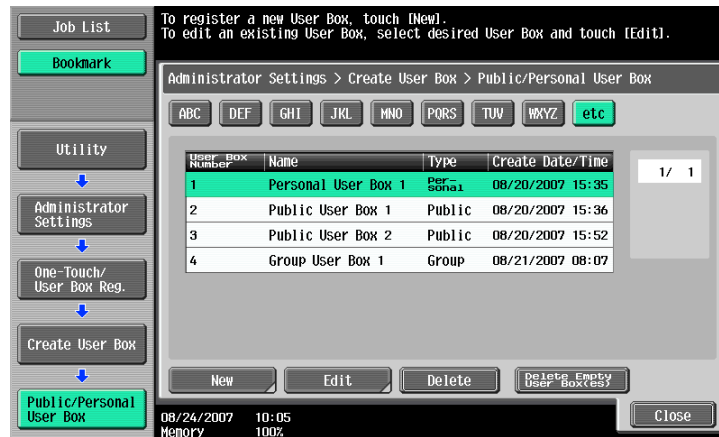 Job List
Bookmark
To register a new User Box, touch [New].
To edit an existing User Box, select desired User Box and touch [Edit].
Administrator Settings > Create User Box > Public/Personal User Box
ABC DEF GHI JKL MNO PQRS TUV WXYZ etc
Utility
Administrator
Settings
One-Touch/
User Box Reg.
Create User Box
Public/Personal
User Box
User Box
Number Name Type Create Date/Time
1 Personal User Box 1 Per-
sonal 08/20/2007 15:35
2 Public User Box 1 Public 08/20/2007 15:36
3 Public User Box 2 Public 08/20/2007 15:52
4 Group User Box 1 Group 08/21/2007 08:07
1/ 1
New Edit Delete Delete Empty
User Box(es)
08/24/2007 10:05
Memory 100%
Close